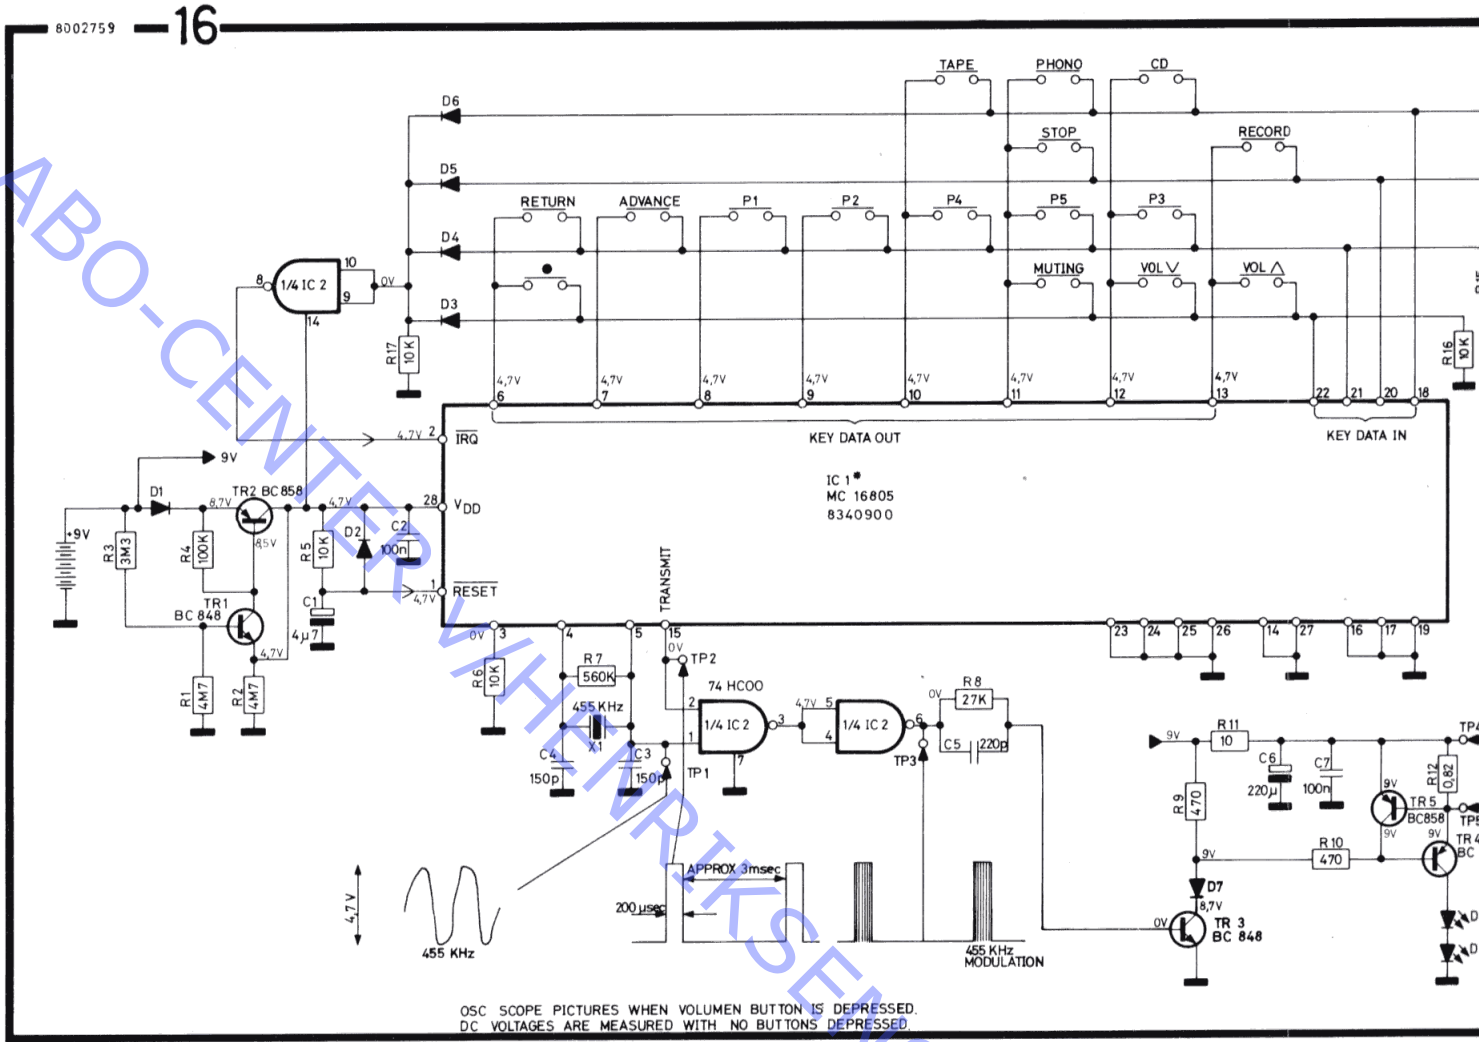 8002759
16
TAPE PHONO CD
D6
STOP RECORD
D5
RETURN ADVANCE P1 P2 P4 P5 P3
D4
MUTING VOL ∨ VOL △
D3
10
8 1/4 IC 2 0V
9
14
R17 10K
R16 10K
4,7V 4,7V 4,7V 4,7V 4,7V 4,7V 4,7V 4,7V
6 7 8 9 10 11 12 13 22 21 20 18
KEY DATA OUT
KEY DATA IN
4,7V 2 IRQ
IC 1*
MC 16805
8340900
9V
D1
TR2 BC 858
8,7V
4,7V
28 VDD
+9V
R3 3M3
R4 100K
8,5V
R5 10K
D2
C2
100n
1 RESET
4,7V
TR1
BC 848
C1
4µ7
4,7V
R1 4M7
R2 4M7
TRANSMIT
0V 3 4 5 15 23 24 25 26 14 27 16 17 19
0V
R6 10K
R7
560K
TP2
455 KHz
X1
C4
150p
C3
150p
TP1
74 HC00
2
1/4 IC 2 3
1
7
4,7V 5
1/4 IC 2 6
4
0V
R8
27K
C5 220p
TP3
9V
R11
10
C6
220µ
C7
100n
R12 0,82
TP4
R9 470
TR5
BC858
9V
9V
TP5
9V
TR4
BC
9V
R10
470
D7
8,7V
0V
TR 3
BC 848
D
D
4,7 V
455 KHz
APPROX 3msec
200 µsec
455 KHz
MODULATION
OSC SCOPE PICTURES WHEN VOLUMEN BUTTON IS DEPRESSED.
DC VOLTAGES ARE MEASURED WITH NO BUTTONS DEPRESSED.
ABO-CENTER V/HENRIKSEN